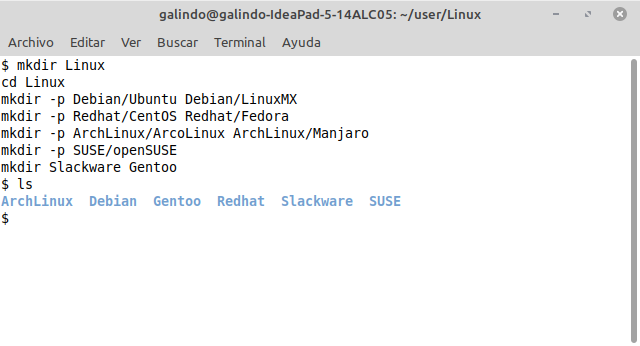 galindo@galindo-IdeaPad-5-14ALC05: ~/user/Linux
Archivo Editar Ver Buscar Terminal Ayuda
$ mkdir Linux
cd Linux
mkdir -p Debian/Ubuntu Debian/LinuxMX
mkdir -p Redhat/CentOS Redhat/Fedora
mkdir -p ArchLinux/ArcoLinux ArchLinux/Manjaro
mkdir -p SUSE/openSUSE
mkdir Slackware Gentoo
$ ls
ArchLinux  Debian  Gentoo  Redhat  Slackware  SUSE
$